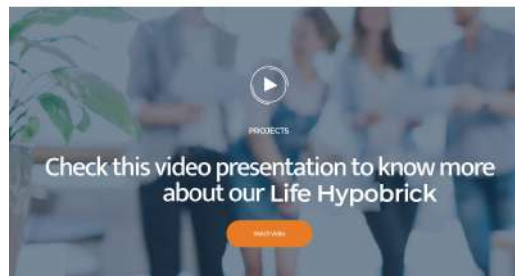 PROJECTS
Check this video presentation to know more
about our Life Hypobrick
Watch Video